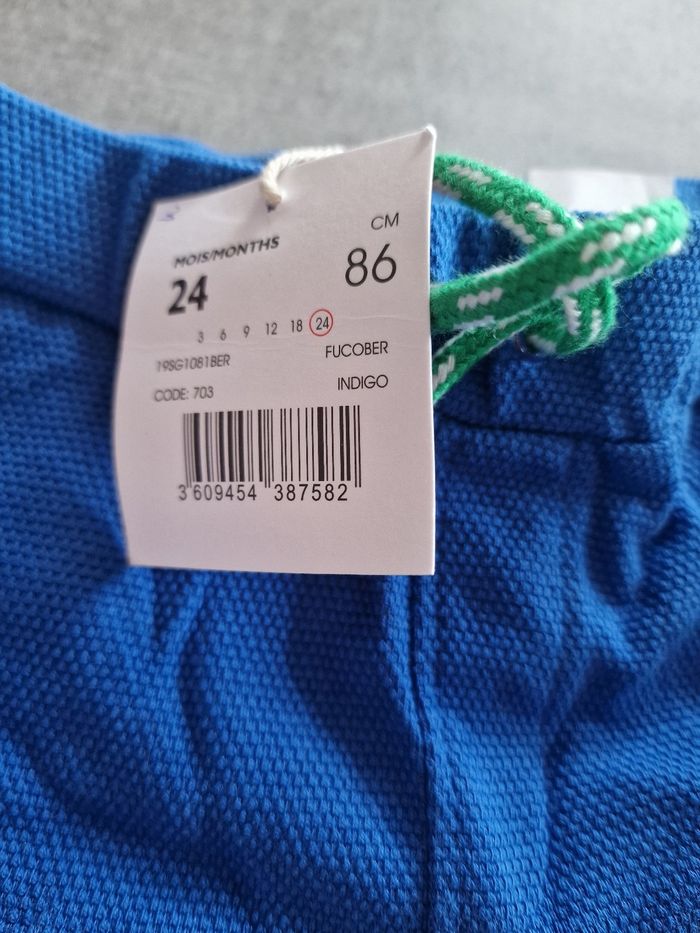 MOIS/MONTHS
CM
24
86
3 6 9 12 18 24
19SG1081BER
FUCOBER
CODE: 703
INDIGO
3 609454 387582